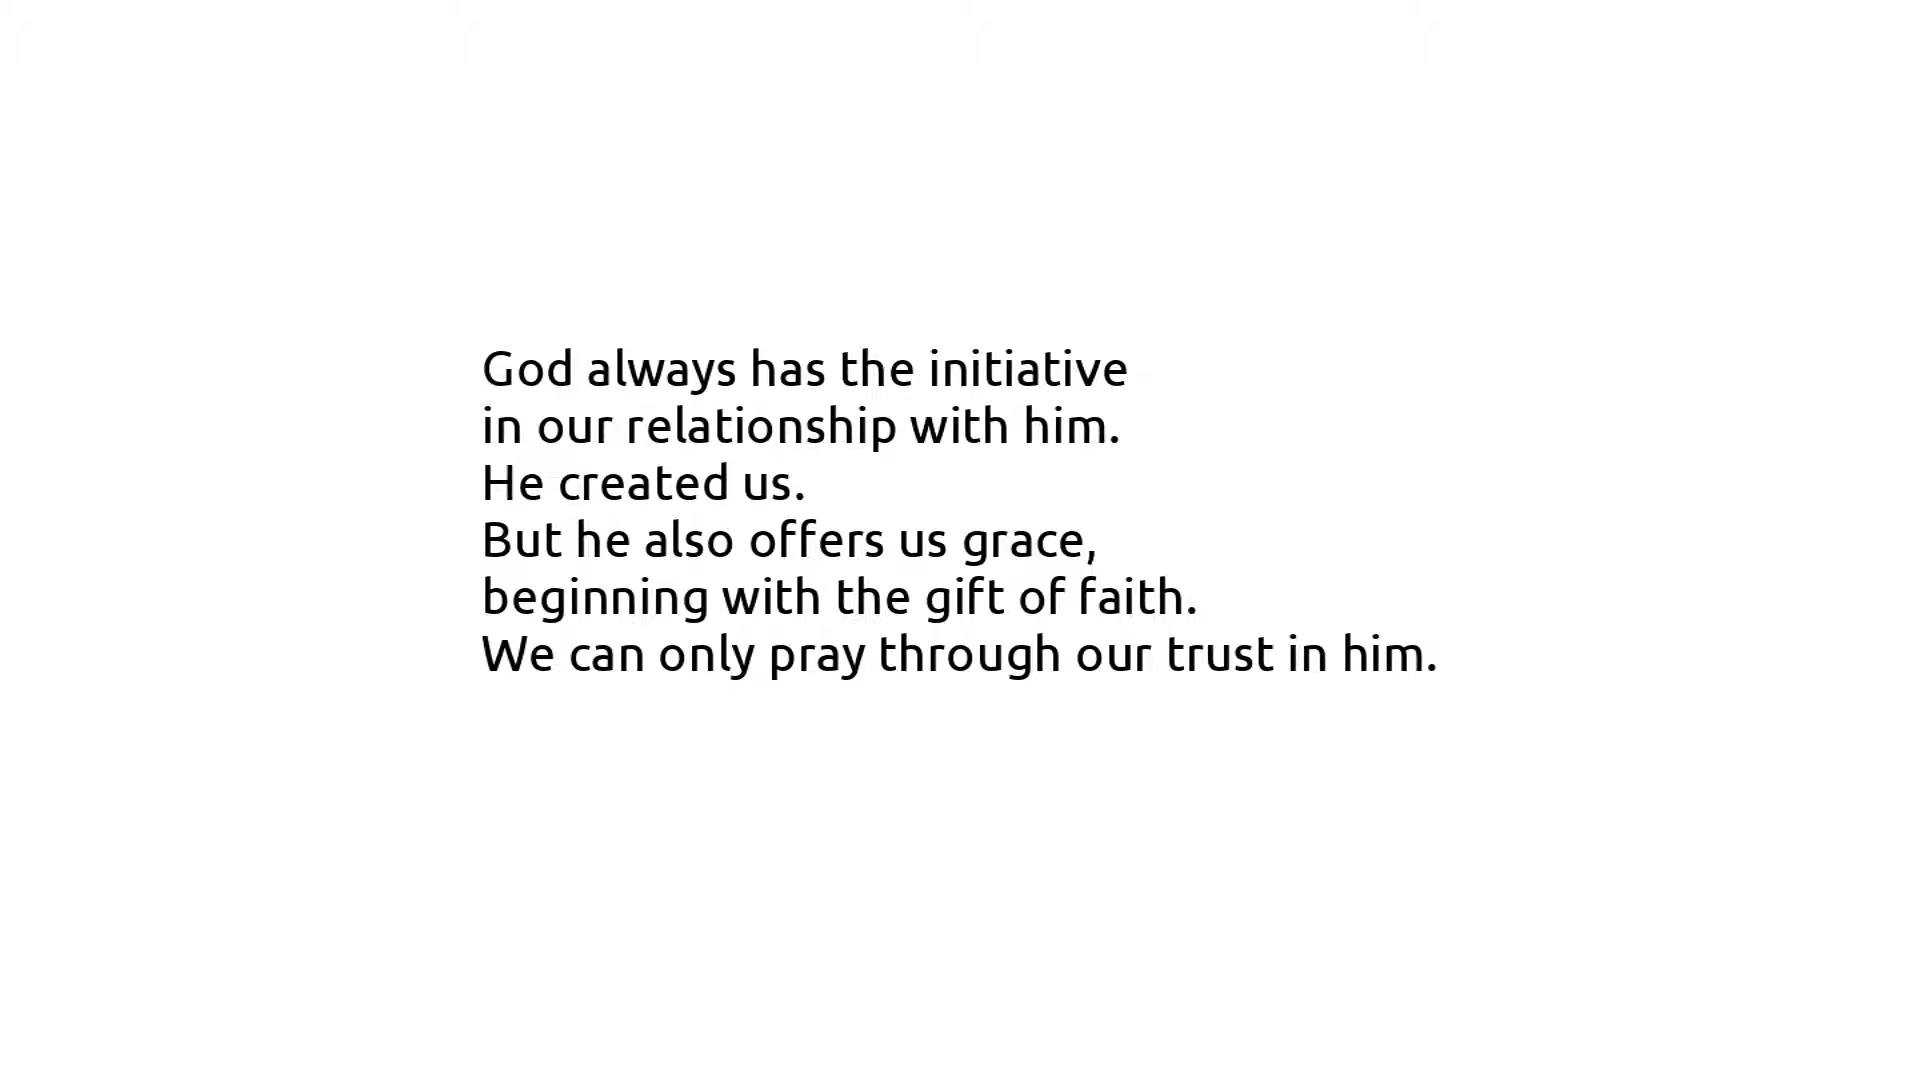 God always has the initiative
in our relationship with him.
He created us.
But he also offers us grace,
beginning with the gift of faith.
We can only pray through our trust in him.